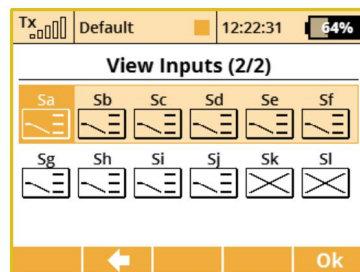 Tx Default 12:22:31 64%
View Inputs (2/2)
Sa Sb Sc Sd Se Sf
Sg Sh Si Sj Sk Sl
Ok